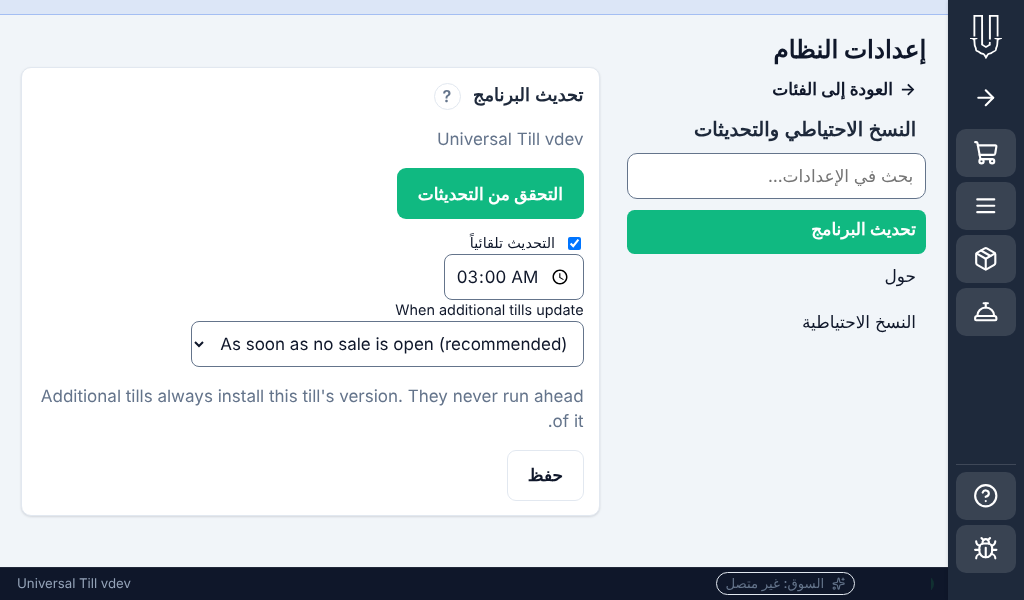 إعدادات النظام
→ العودة إلى الفئات
النسخ الاحتياطي والتحديثات
بحث في الإعدادات...
تحديث البرنامج
حول
النسخ الاحتياطية
تحديث البرنامج ?
Universal Till vdev
التحقق من التحديثات
التحديث تلقائياً
03:00 AM
When additional tills update
As soon as no sale is open (recommended)
Additional tills always install this till's version. They never run ahead
of it.
حفظ
السوق: غير متصل
Universal Till vdev